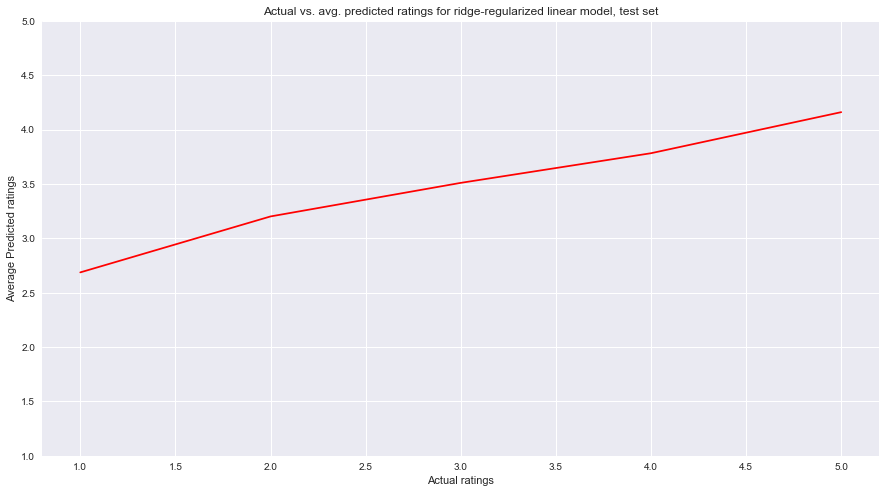 Actual vs. avg. predicted ratings for ridge-regularized linear model, test set
5.0
4.5
4.0
3.5
3.0
2.5
2.0
1.5
1.0
Average Predicted ratings
1.0 1.5 2.0 2.5 3.0 3.5 4.0 4.5 5.0
Actual ratings